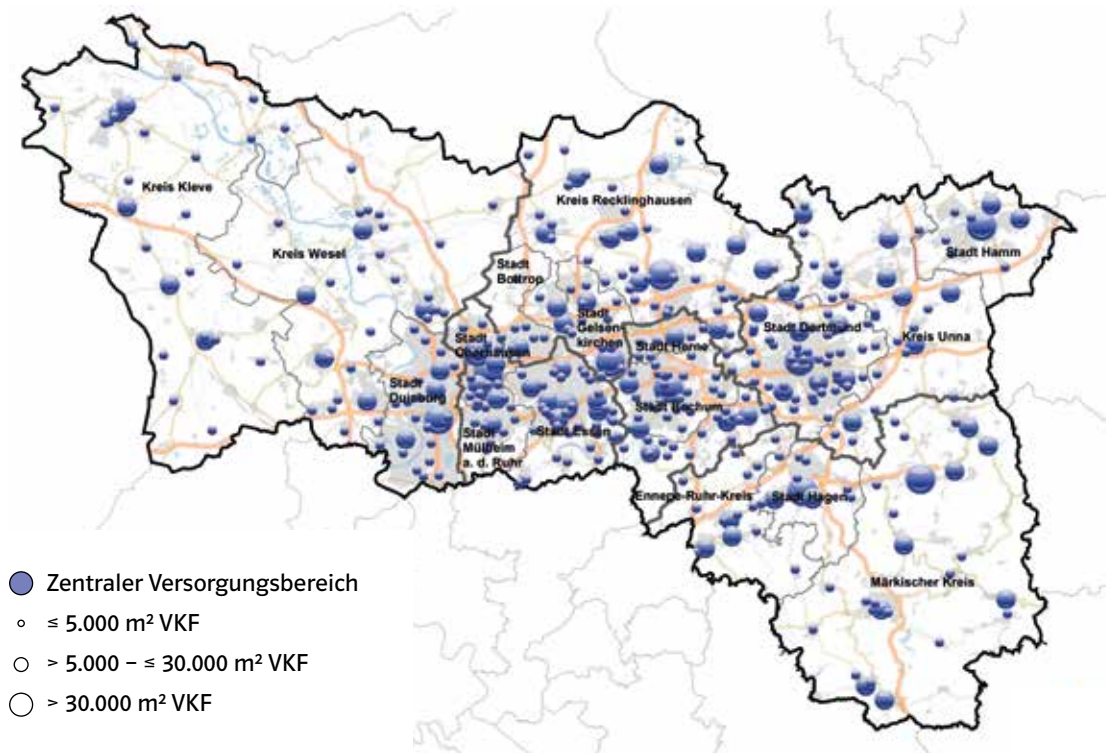 Kreis Kleve
Kreis Recklinghausen
Kreis Wesel
Stadt
Bottrop
Stadt Hamm
Stadt
Gelsen-
kirchen
Stadt Dortmund
Kreis Unna
Stadt
Oberhausen
Stadt Herne
Stadt
Duisburg
Stadt Bochum
Stadt
Mülheim
a. d. Ruhr
Stadt Essen
Ennepe-Ruhr-Kreis
Stadt Hagen
Märkischer Kreis
Zentraler Versorgungsbereich
≤ 5.000 m² VKF
> 5.000 – ≤ 30.000 m² VKF
> 30.000 m² VKF